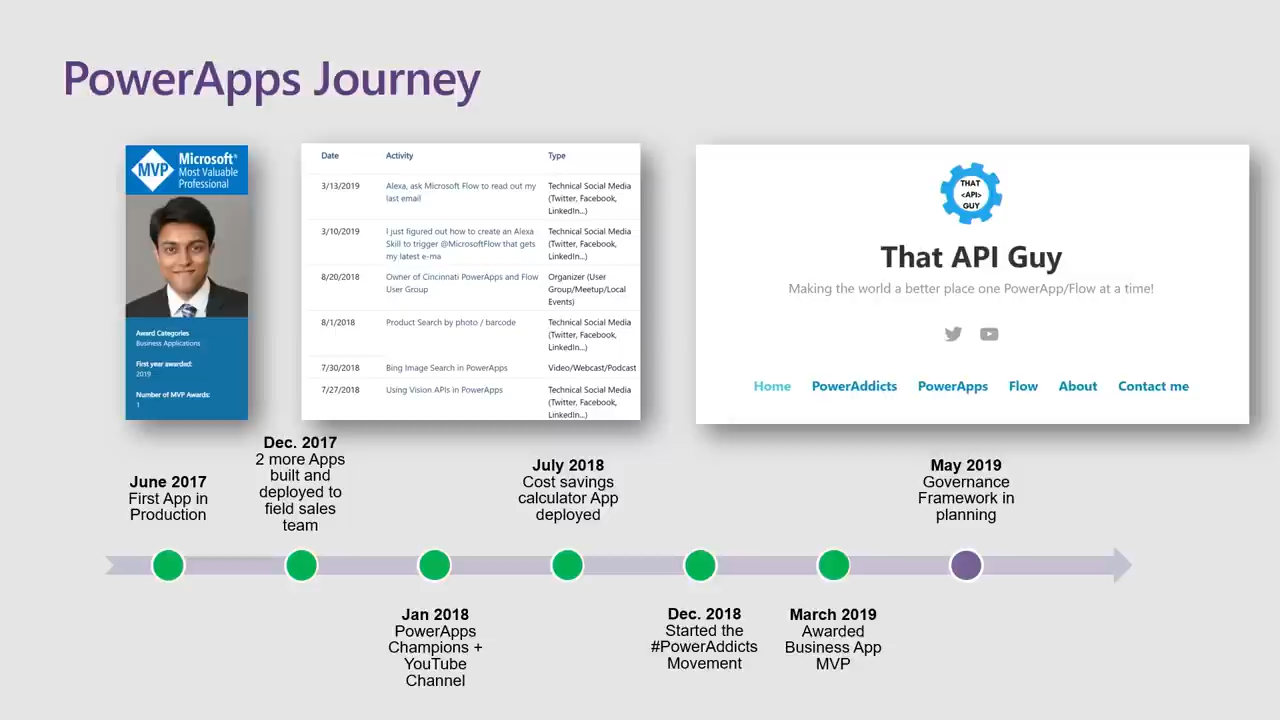 PowerApps Journey
MVP
Microsoft®
Most Valuable
Professional
Award Categories
Business Applications
First year awarded:
2019
Number of MVP Awards:
1
Date Activity Type
3/13/2019 Alexa, ask Microsoft Flow to read out my Technical Social Media
last email (Twitter, Facebook,
LinkedIn...)
3/10/2019 I just figured out how to create an Alexa Technical Social Media
Skill to trigger @MicrosoftFlow that gets (Twitter, Facebook,
my latest e-ma LinkedIn...)
8/20/2018 Owner of Cincinnati PowerApps and Flow Organizer (User
User Group Group/Meetup/Local
Events)
8/1/2018 Product Search by photo / barcode Technical Social Media
(Twitter, Facebook,
LinkedIn...)
7/30/2018 Bing Image Search in PowerApps Video/Webcast/Podcast
7/27/2018 Using Vision APIs in PowerApps Technical Social Media
(Twitter, Facebook,
LinkedIn...)
THAT
<API>
GUY
That API Guy
Making the world a better place one PowerApp/Flow at a time!
Home PowerAddicts PowerApps Flow About Contact me
June 2017
First App in
Production
Dec. 2017
2 more Apps
built and
deployed to
field sales
team
Jan 2018
PowerApps
Champions +
YouTube
Channel
July 2018
Cost savings
calculator App
deployed
Dec. 2018
Started the
#PowerAddicts
Movement
March 2019
Awarded
Business App
MVP
May 2019
Governance
Framework in
planning